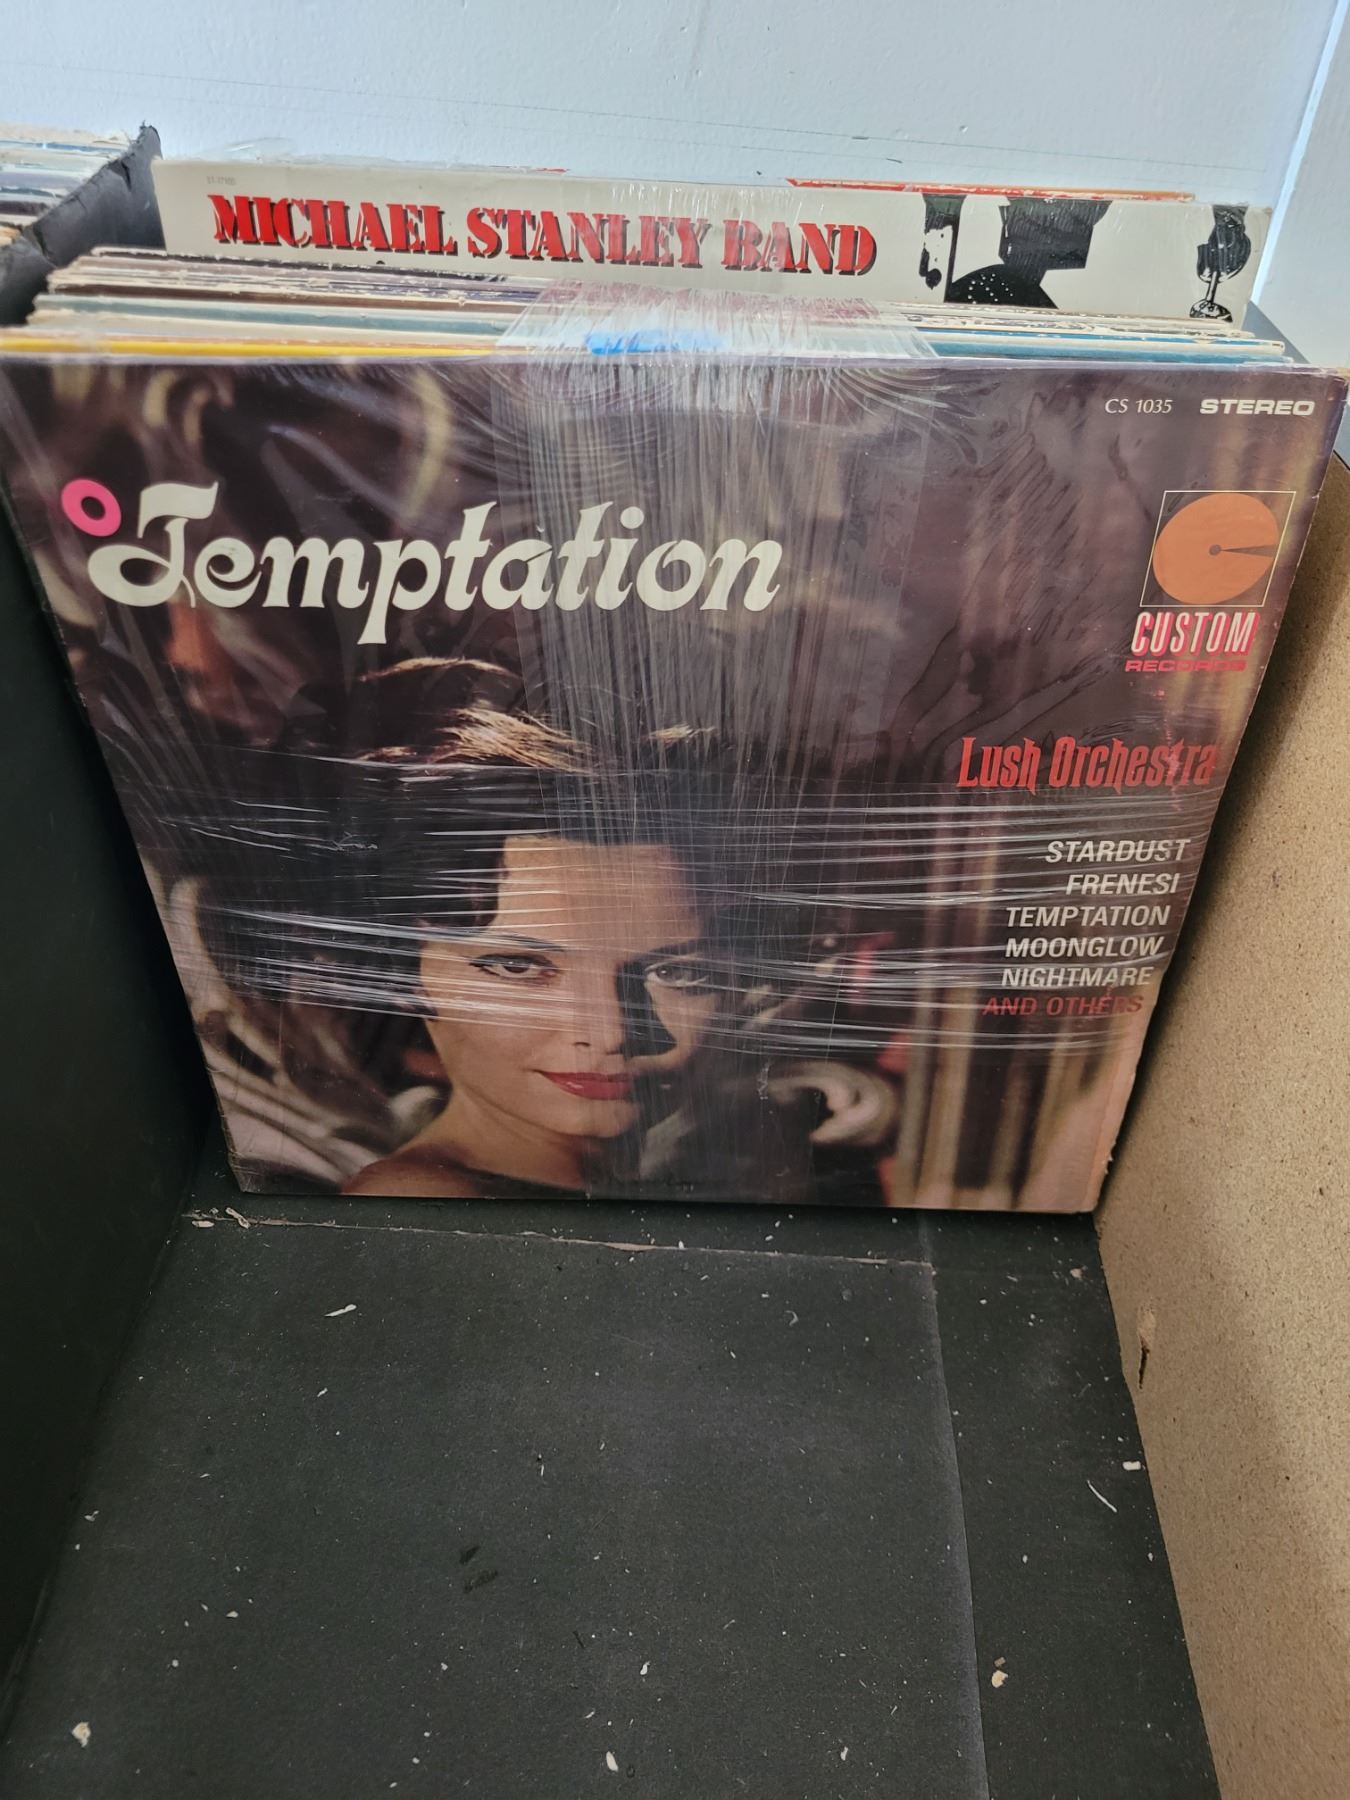 MICHAEL STANLEY BAND
CS 1035 STEREO
Temptation
CUSTOM
RECORDS
Lush Orchestra
STARDUST
FRENESI
TEMPTATION
MOONGLOW
NIGHTMARE
AND OTHERS